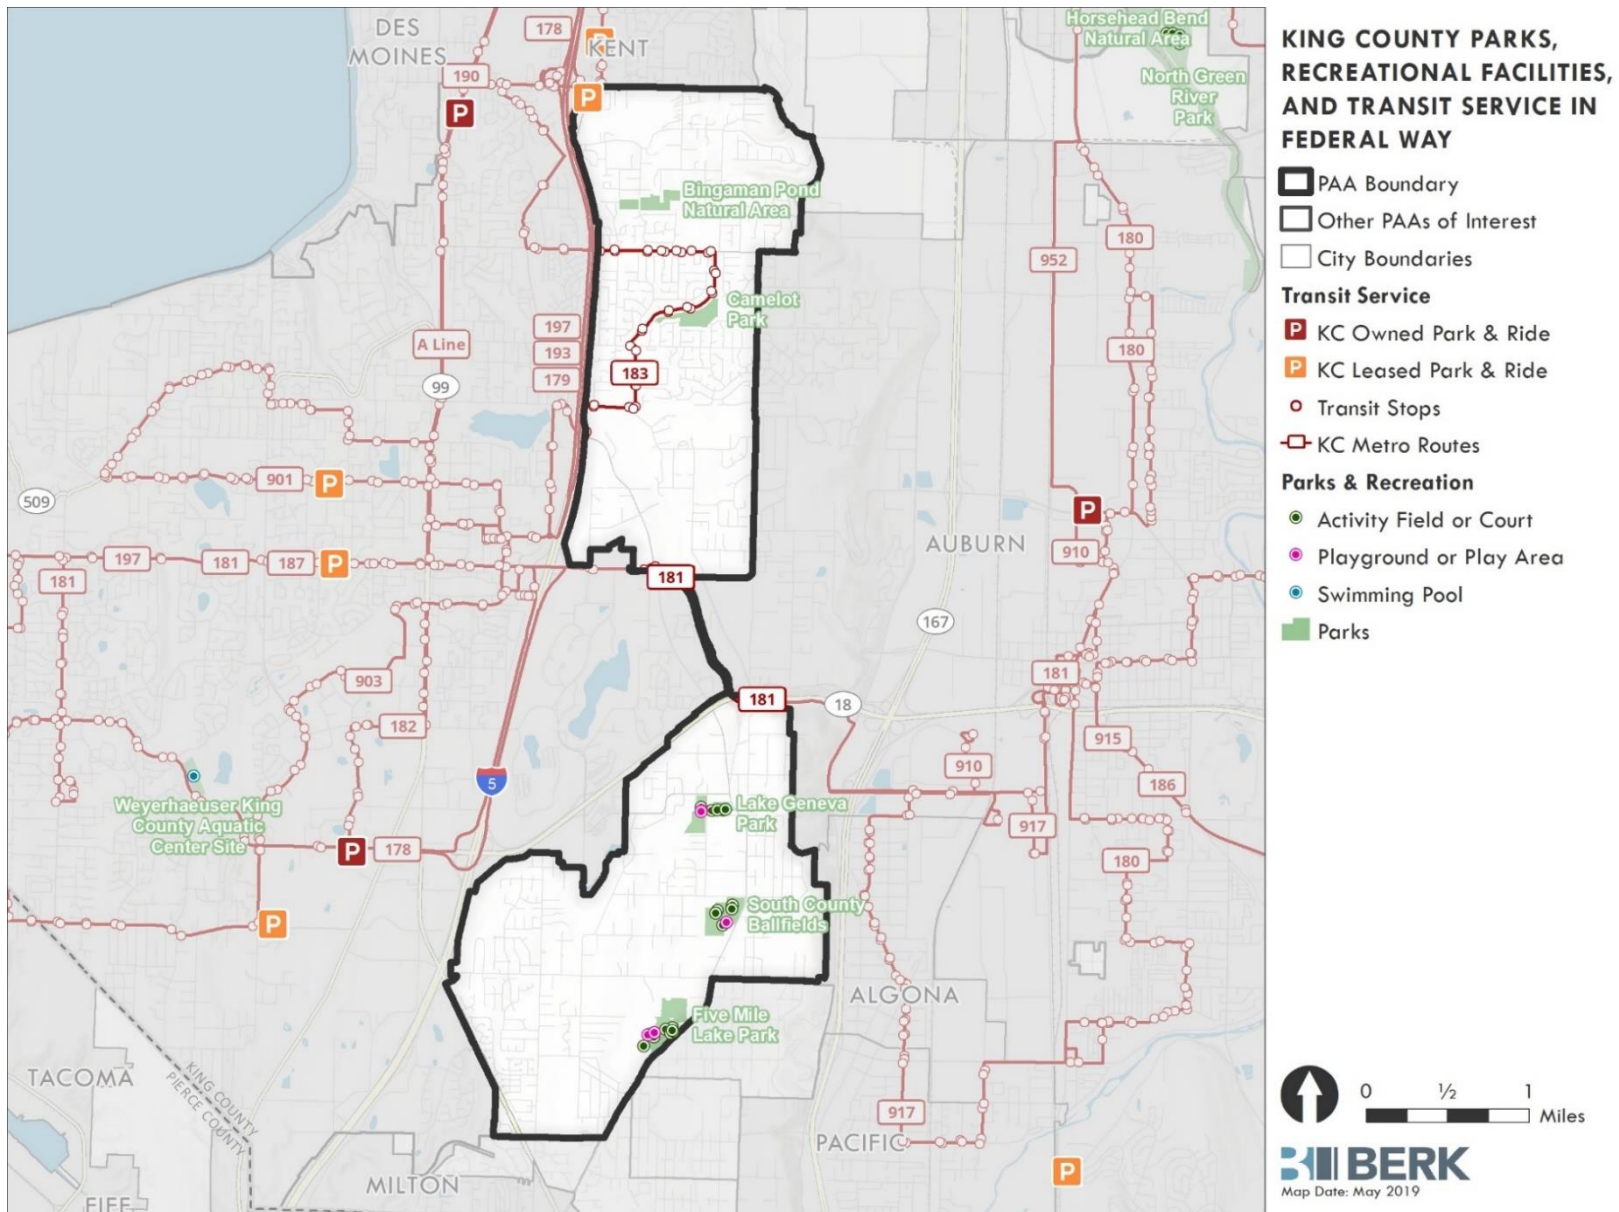 KING COUNTY PARKS,
RECREATIONAL FACILITIES,
AND TRANSIT SERVICE IN
FEDERAL WAY
PAA Boundary
Other PAAs of Interest
City Boundaries
Transit Service
P KC Owned Park & Ride
P KC Leased Park & Ride
Transit Stops
KC Metro Routes
Parks & Recreation
Activity Field or Court
Playground or Play Area
Swimming Pool
Parks
0 ½ 1
Miles
BERK
Map Date: May 2019
DES
MOINES
178
P
KENT
190
P
P
Horsehead Bend
Natural Area
North Green
River
Park
Bingaman Pond
Natural Area
180
952
Camelot
Park
197
193
179
A Line
99
183
180
901
P
509
P
910
AUBURN
197
181
187
P
181
181
167
903
181
182
181
18
915
910
186
5
Weyerhaeuser King
County Aquatic
Center Site
Lake Geneva
Park
917
P
178
180
P
South County
Ballfields
ALGONA
Five Mile
Lake Park
TACOMA
KING COUNTY
PIERCE COUNTY
917
PACIFIC
P
MILTON
FIFE